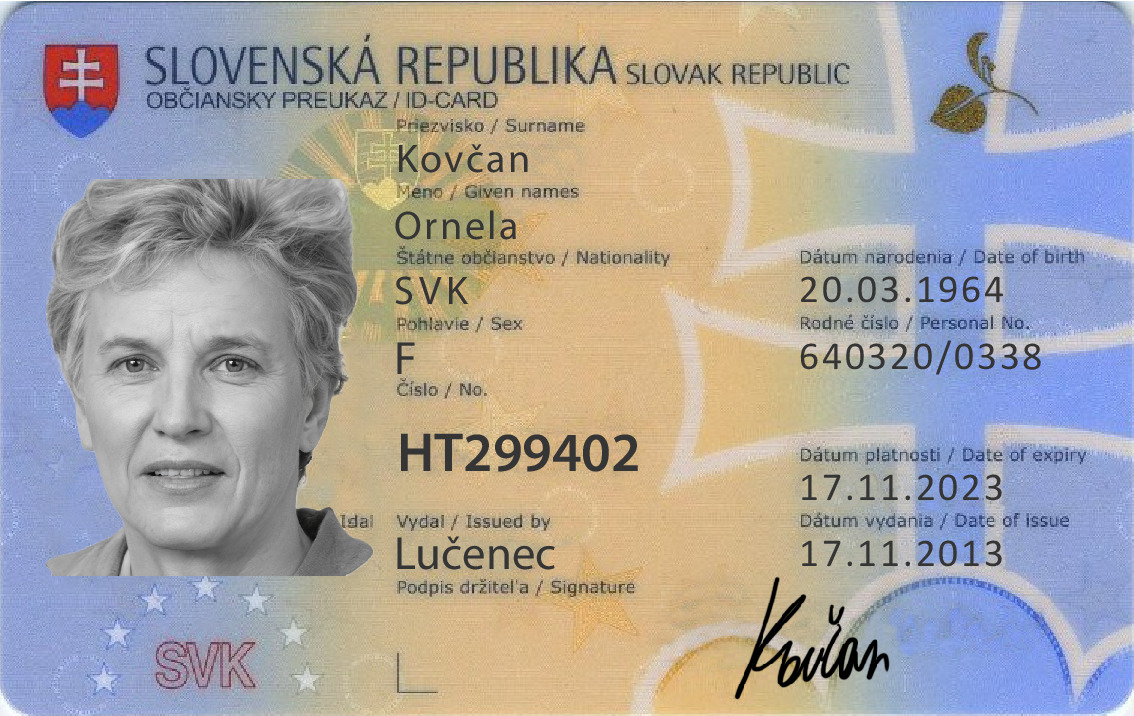 SLOVENSKÁ REPUBLIKA SLOVAK REPUBLIC
OBČIANSKY PREUKAZ / ID-CARD
Priezvisko / Surname
Kovčan
Meno / Given names
Ornela
Štátne občianstvo / Nationality
SVK
Dátum narodenia / Date of birth
20.03.1964
Pohlavie / Sex
F
Rodné číslo / Personal No.
640320/0338
Číslo / No.
HT299402
Dátum platnosti / Date of expiry
17.11.2023
Vydal / Issued by
Lučenec
Dátum vydania / Date of issue
17.11.2013
Podpis držiteľa / Signature
Kovčan
SVK